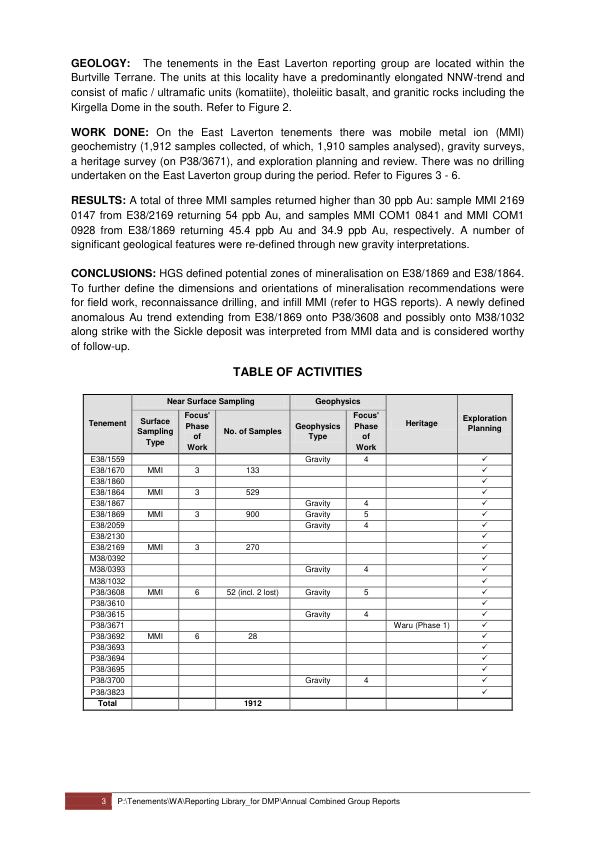 GEOLOGY: The tenements in the East Laverton reporting group are located within the
Burtville Terrane. The units at this locality have a predominantly elongated NNW-trend and
consist of mafic / ultramafic units (komatiite), tholeiitic basalt, and granitic rocks including the
Kirgella Dome in the south. Refer to Figure 2.
WORK DONE: On the East Laverton tenements there was mobile metal ion (MMI)
geochemistry (1,912 samples collected, of which, 1,910 samples analysed), gravity surveys,
a heritage survey (on P38/3671), and exploration planning and review. There was no drilling
undertaken on the East Laverton group during the period. Refer to Figures 3 - 6.
RESULTS: A total of three MMI samples returned higher than 30 ppb Au: sample MMI 2169
0147 from E38/2169 returning 54 ppb Au, and samples MMI COM1 0841 and MMI COM1
0928 from E38/1869 returning 45.4 ppb Au and 34.9 ppb Au, respectively. A number of
significant geological features were re-defined through new gravity interpretations.
CONCLUSIONS: HGS defined potential zones of mineralisation on E38/1869 and E38/1864.
To further define the dimensions and orientations of mineralisation recommendations were
for field work, reconnaissance drilling, and infill MMI (refer to HGS reports). A newly defined
anomalous Au trend extending from E38/1869 onto P38/3608 and possibly onto M38/1032
along strike with the Sickle deposit was interpreted from MMI data and is considered worthy
of follow-up.
TABLE OF ACTIVITIES
Near Surface Sampling Geophysics
Tenement Surface Sampling Type Focus' Phase of Work No. of Samples Geophysics Type Focus' Phase of Work Heritage Exploration Planning
E38/1559 Gravity 4 ✓
E38/1670 MMI 3 133 ✓
E38/1860 ✓
E38/1864 MMI 3 529 ✓
E38/1867 Gravity 4 ✓
E38/1869 MMI 3 900 Gravity 5 ✓
E38/2059 Gravity 4 ✓
E38/2130 ✓
E38/2169 MMI 3 270 ✓
M38/0392 ✓
M38/0393 Gravity 4 ✓
M38/1032 ✓
P38/3608 MMI 6 52 (incl. 2 lost) Gravity 5 ✓
P38/3610 ✓
P38/3615 Gravity 4 ✓
P38/3671 Waru (Phase 1) ✓
P38/3692 MMI 6 28 ✓
P38/3693 ✓
P38/3694 ✓
P38/3695 ✓
P38/3700 Gravity 4 ✓
P38/3823 ✓
Total 1912
3 P:\Tenements\WA\Reporting Library_for DMP\Annual Combined Group Reports